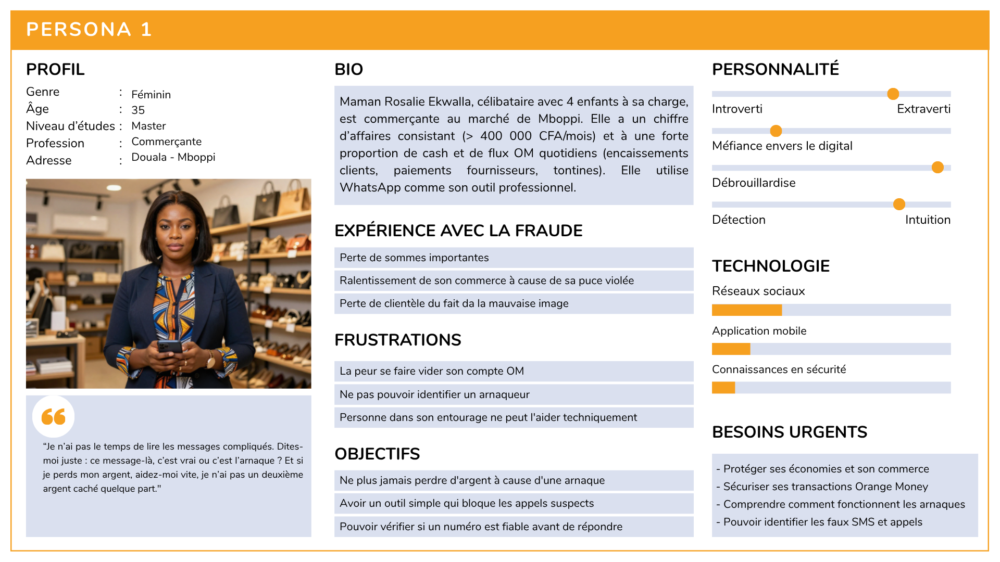 PERSONA 1
PROFIL
Genre : Féminin
Âge : 35
Niveau d’études : Master
Profession : Commerçante
Adresse : Douala - Mboppi
“Je n’ai pas le temps de lire les messages compliqués. Dites-
moi juste : ce message-là, c’est vrai ou c’est l’arnaque ? Et si
je perds mon argent, aidez-moi vite, je n’ai pas un deuxième
argent caché quelque part."
BIO
Maman Rosalie Ekwalla, célibataire avec 4 enfants à sa charge,
est commerçante au marché de Mboppi. Elle a un chiffre
d’affaires consistant (> 400 000 CFA/mois) et à une forte
proportion de cash et de flux OM quotidiens (encaissements
clients, paiements fournisseurs, tontines). Elle utilise
WhatsApp comme son outil professionnel.
EXPÉRIENCE AVEC LA FRAUDE
Perte de sommes importantes
Ralentissement de son commerce à cause de sa puce violée
Perte de clientèle du fait da la mauvaise image
FRUSTRATIONS
La peur se faire vider son compte OM
Ne pas pouvoir identifier un arnaqueur
Personne dans son entourage ne peut l'aider techniquement
OBJECTIFS
Ne plus jamais perdre d'argent à cause d'une arnaque
Avoir un outil simple qui bloque les appels suspects
Pouvoir vérifier si un numéro est fiable avant de répondre
PERSONNALITÉ
Introverti Extraverti
Méfiance envers le digital
Débrouillardise
Détection Intuition
TECHNOLOGIE
Réseaux sociaux
Application mobile
Connaissances en sécurité
BESOINS URGENTS
- Protéger ses économies et son commerce
- Sécuriser ses transactions Orange Money
- Comprendre comment fonctionnent les arnaques
- Pouvoir identifier les faux SMS et appels